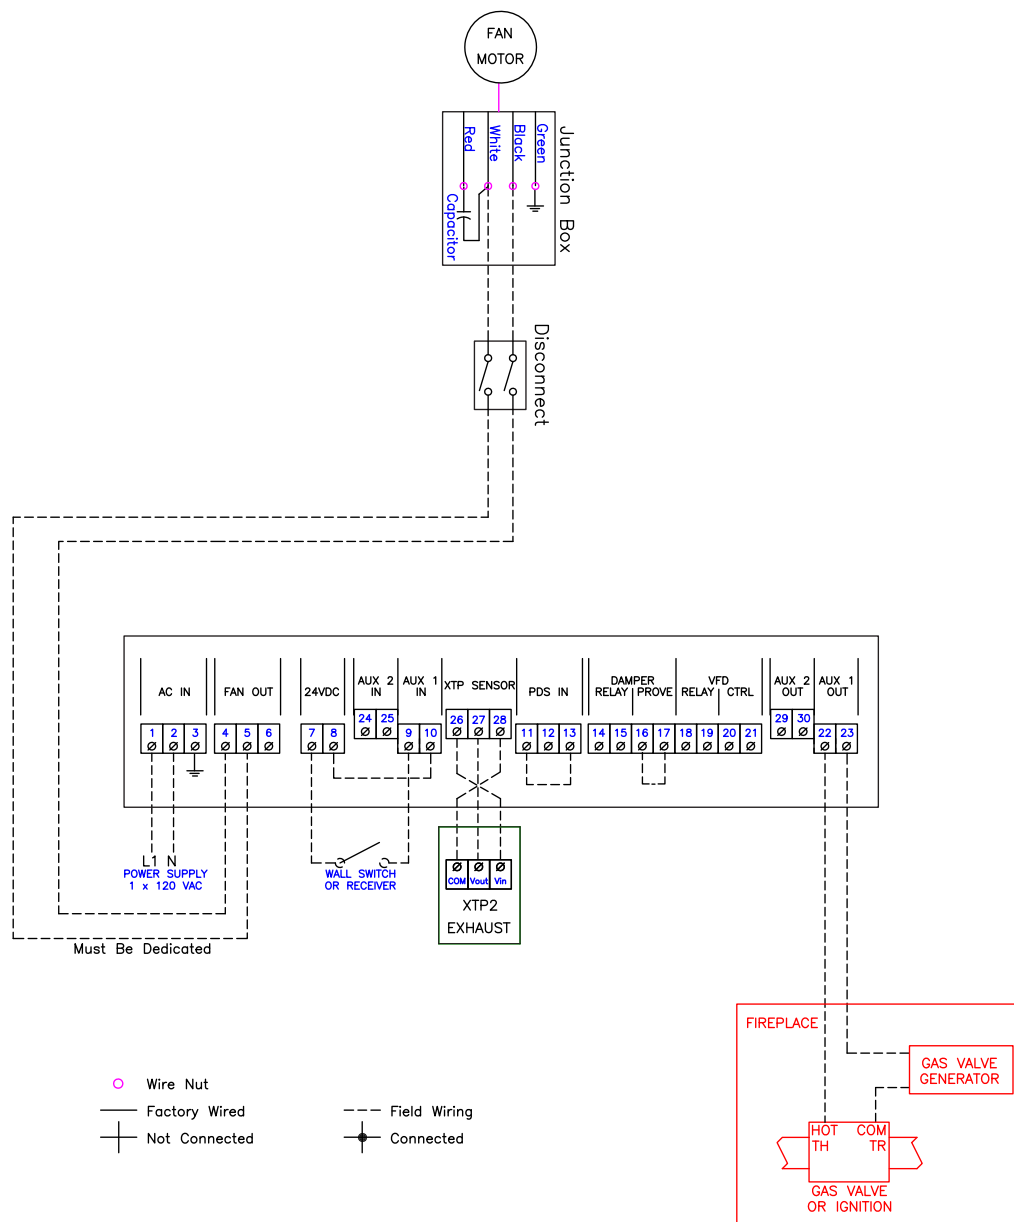 FAN
MOTOR
Junction Box
Red
White
Black
Green
Capacitor
Disconnect
AC IN
FAN OUT
24VDC
AUX 2
IN
AUX 1
IN
XTP SENSOR
PDS IN
DAMPER
RELAY PROVE
VFD
RELAY CTRL
AUX 2
OUT
AUX 1
OUT
1 2 3
4 5 6
7 8
24 25
9 10
26 27 28
11 12 13
14 15 16 17 18 19 20 21
29 30
22 23
L1 N
POWER SUPPLY
1 x 120 VAC
WALL SWITCH
OR RECEIVER
COM Vout Vin
XTP2
EXHAUST
Must Be Dedicated
FIREPLACE
GAS VALVE
GENERATOR
HOT COM
TH TR
GAS VALVE
OR IGNITION
Wire Nut
Factory Wired
Field Wiring
Not Connected
Connected